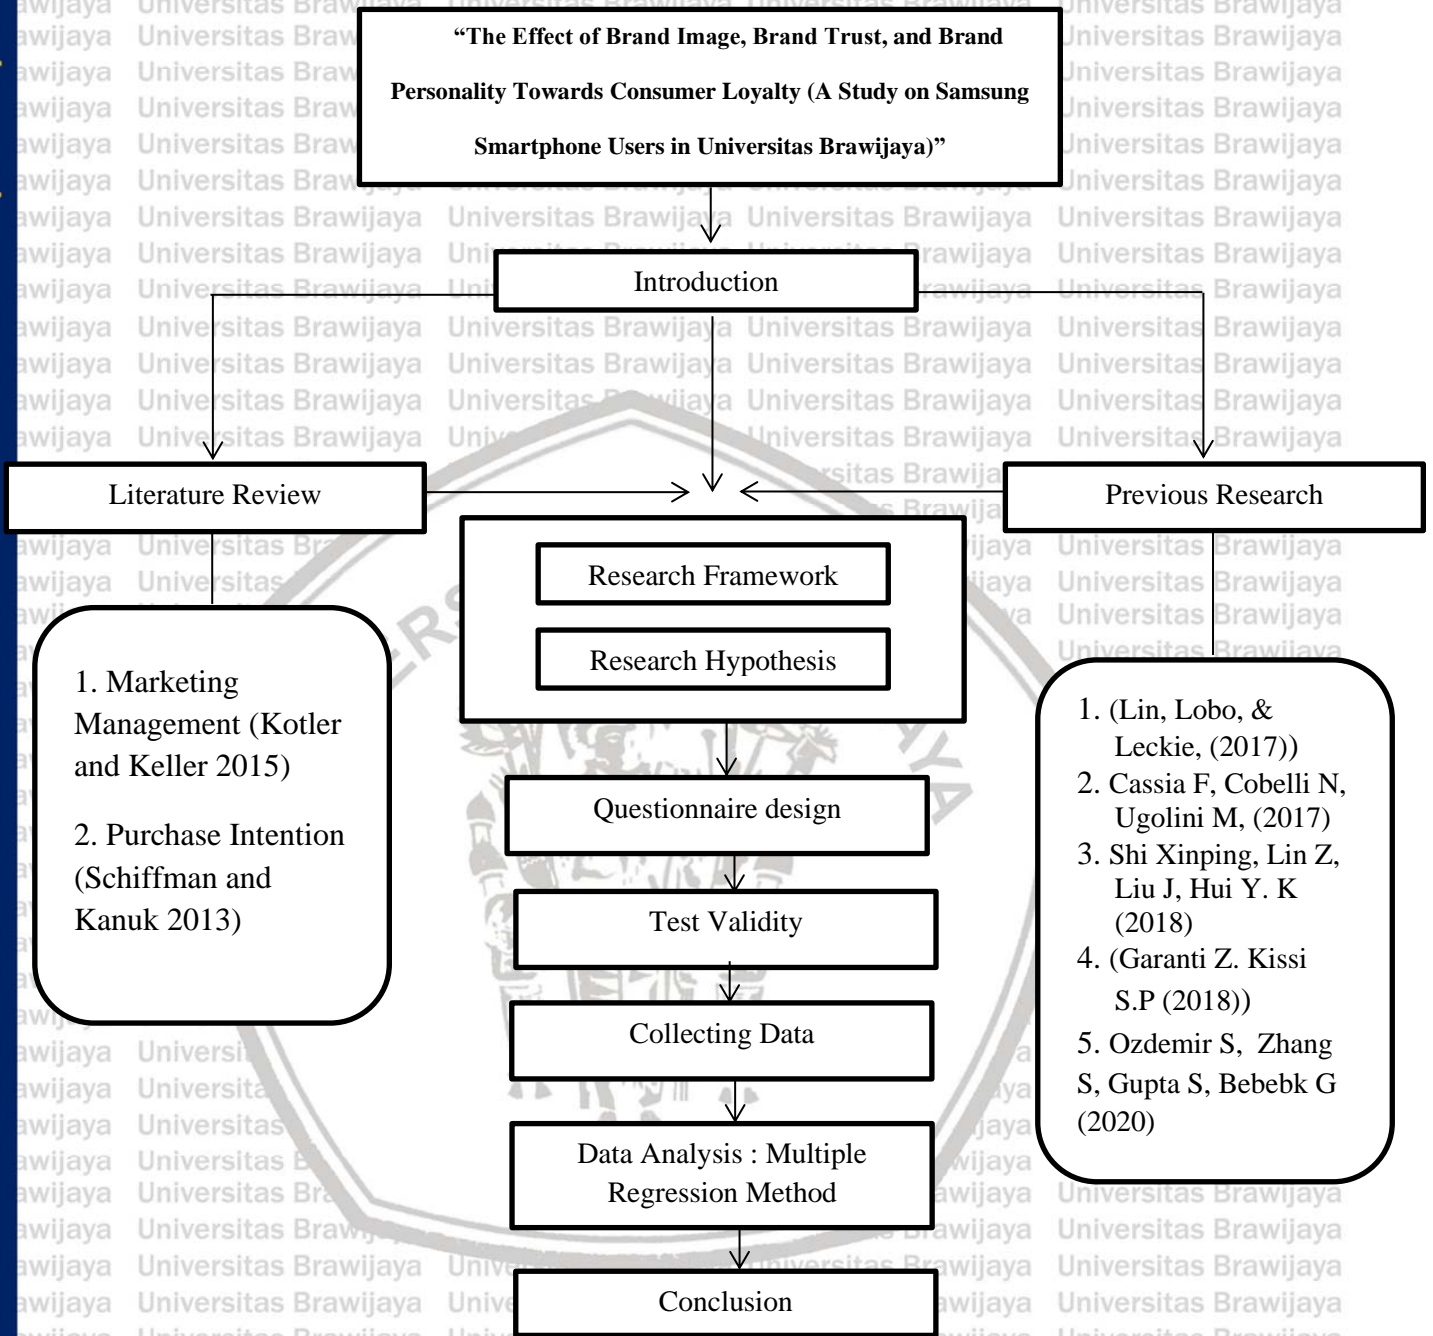 “The Effect of Brand Image, Brand Trust, and Brand
Personality Towards Consumer Loyalty (A Study on Samsung
Smartphone Users in Universitas Brawijaya)”
Introduction
Literature Review
Previous Research
Research Framework
Research Hypothesis
1. Marketing
Management (Kotler
and Keller 2015)
2. Purchase Intention
(Schiffman and
Kanuk 2013)
1. (Lin, Lobo, &
Leckie, (2017))
2. Cassia F, Cobelli N,
Ugolini M, (2017)
3. Shi Xinping, Lin Z,
Liu J, Hui Y. K
(2018)
4. (Garanti Z. Kissi
S.P (2018))
5. Ozdemir S, Zhang
S, Gupta S, Bebebk G
(2020)
Questionnaire design
Test Validity
Collecting Data
Data Analysis : Multiple
Regression Method
Conclusion